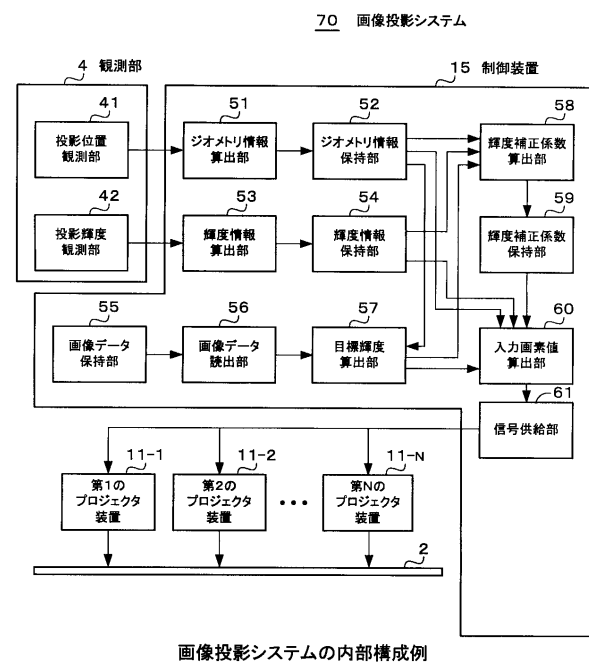 70 画像投影システム
4 観測部
15 制御装置
41
投影位置
観測部
51
ジオメトリ情報
算出部
52
ジオメトリ情報
保持部
58
輝度補正係数
算出部
42
投影輝度
観測部
53
輝度情報
算出部
54
輝度情報
保持部
59
輝度補正係数
保持部
55
画像データ
保持部
56
画像データ
読出部
57
目標輝度
算出部
60
入力画素値
算出部
61
信号供給部
11-1
第1の
プロジェクタ
装置
11-2
第2の
プロジェクタ
装置
•••
11-N
第Nの
プロジェクタ
装置
2
画像投影システムの内部構成例